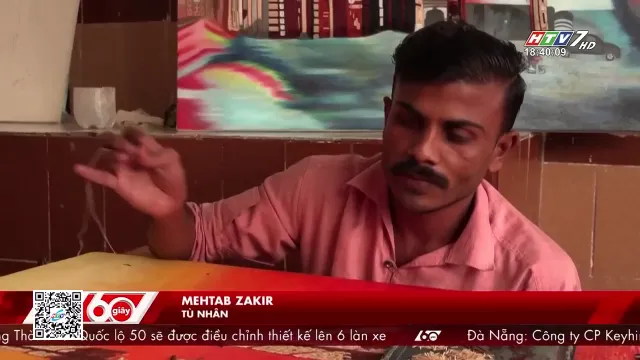 HTV7 HD
18:40:09
MEHTAB ZAKIR
TÙ NHÂN
60 giây
Quốc lộ 50 sẽ được điều chỉnh thiết kế lên 6 làn xe 60 Đà Nẵng: Công ty CP